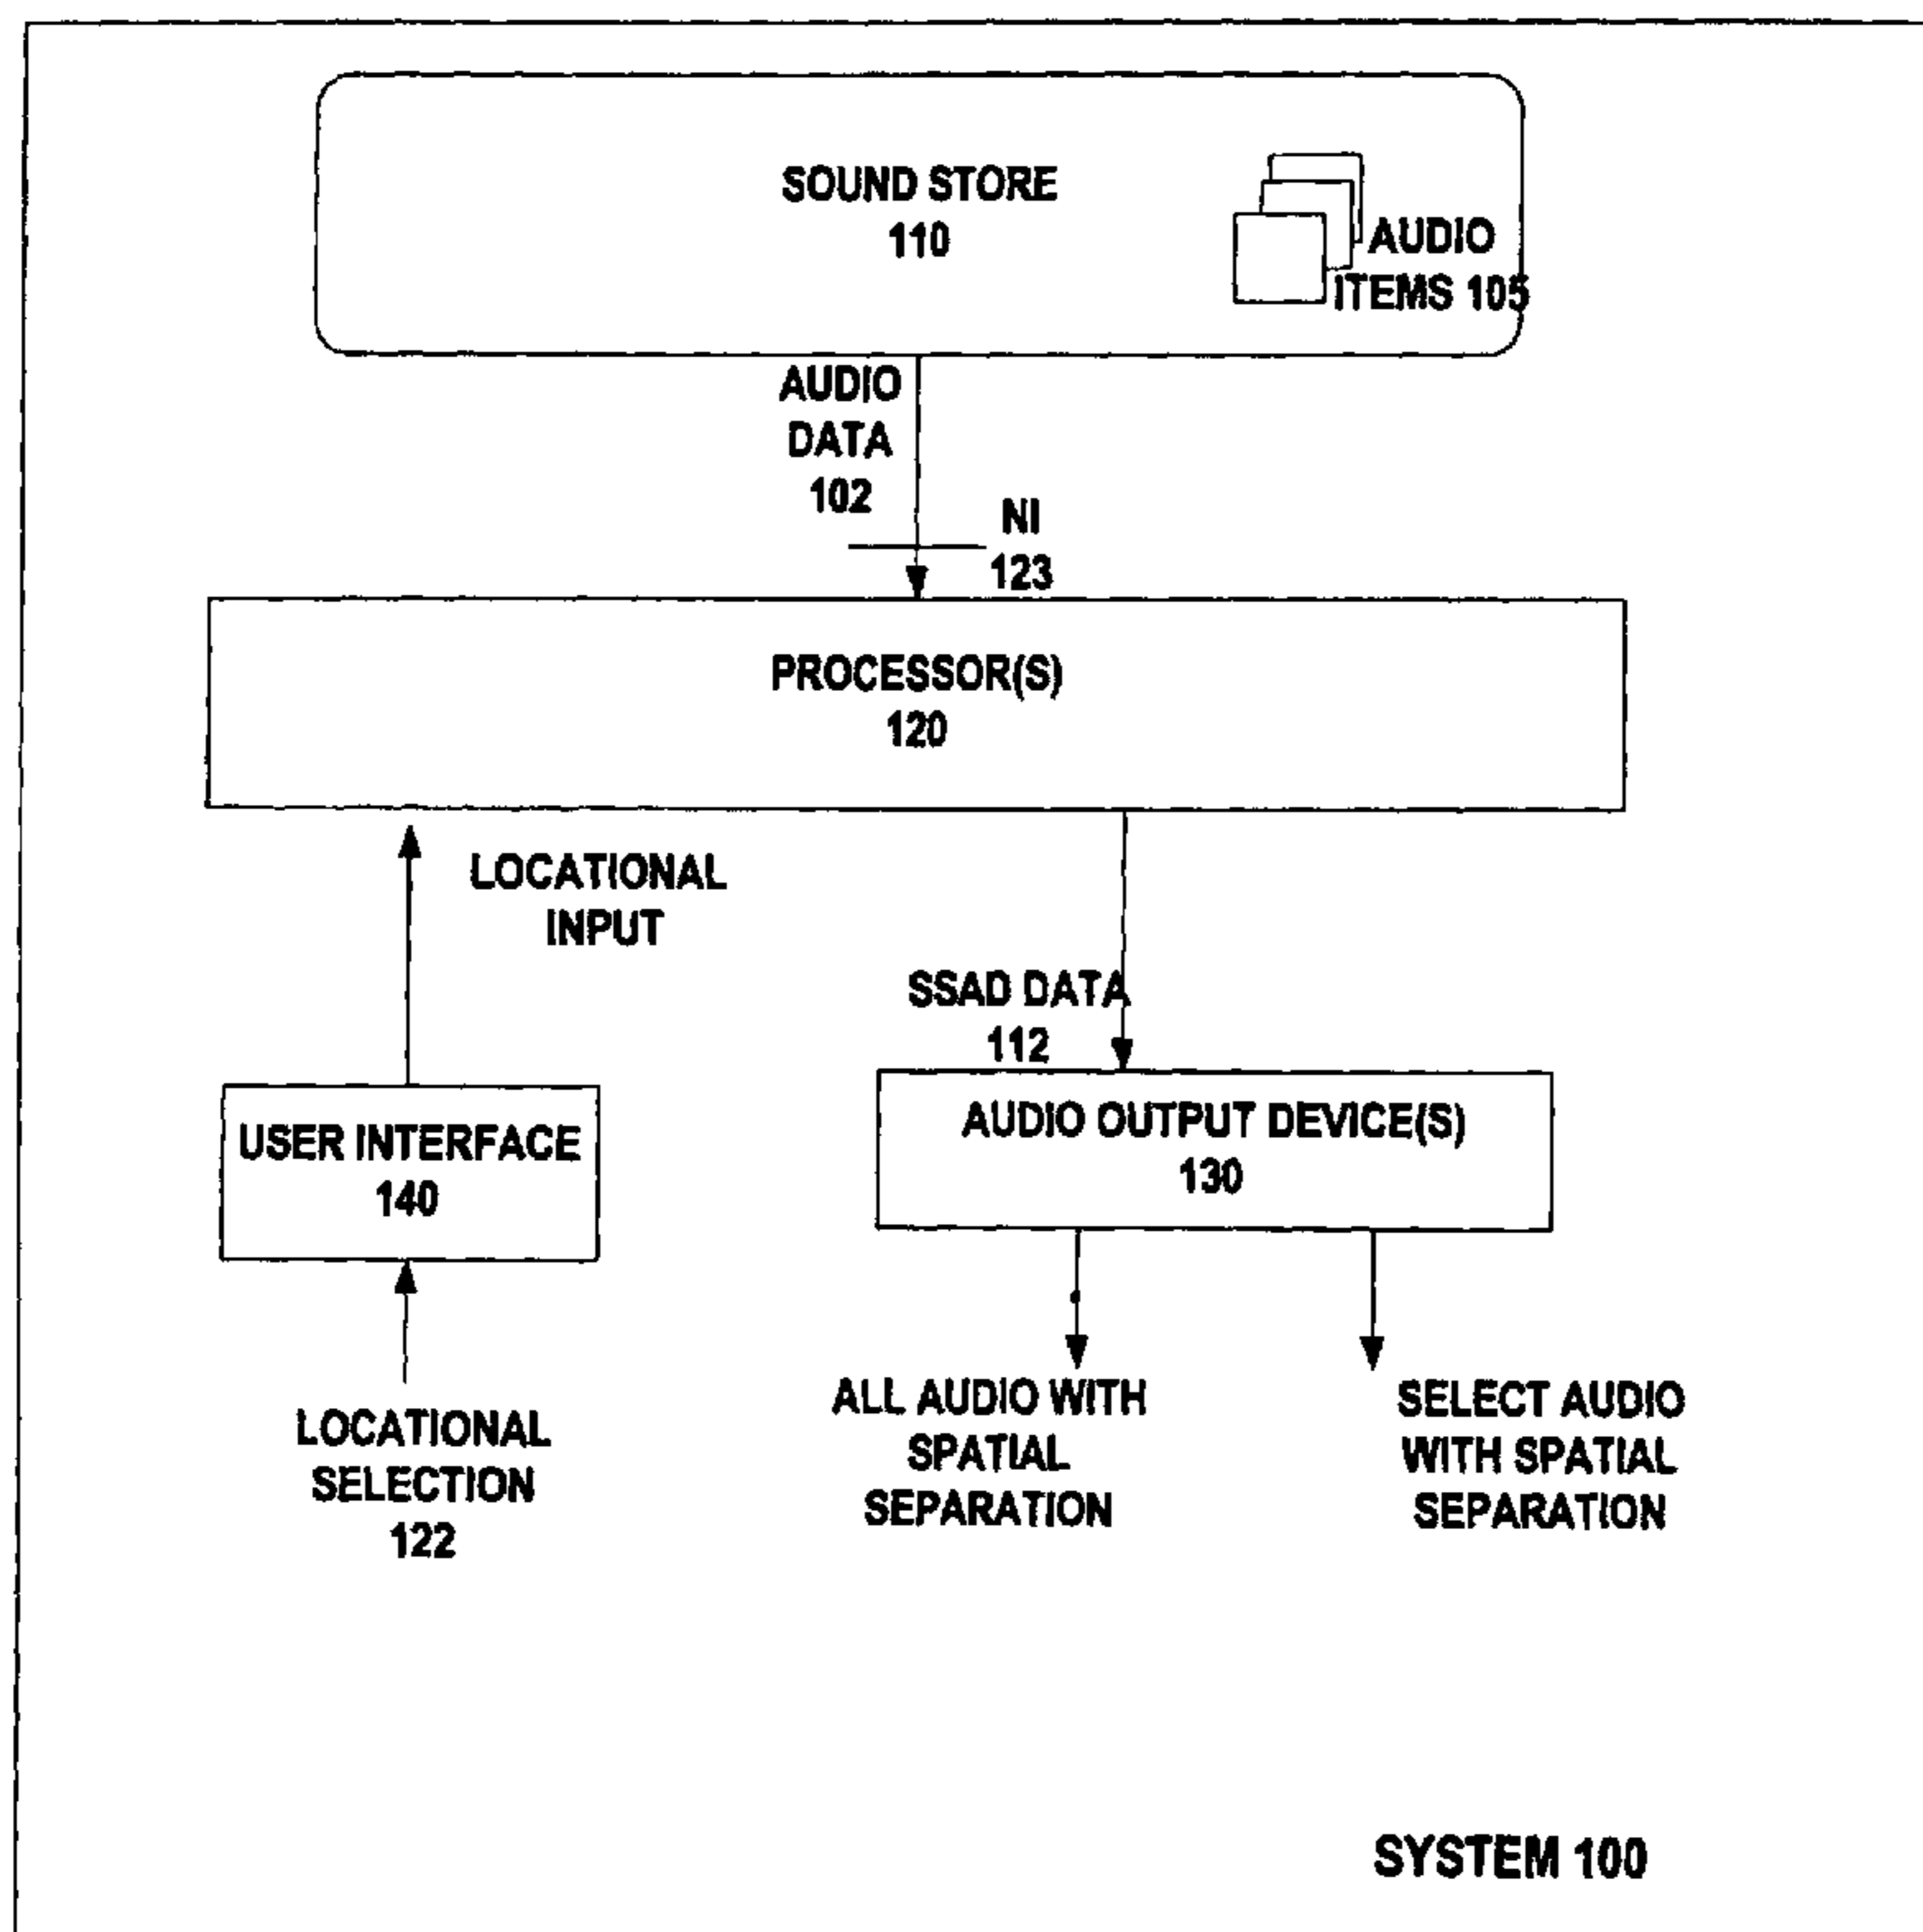 SOUND STORE
110
AUDIO
ITEMS 105
AUDIO
DATA
102
NI
123
PROCESSOR(S)
120
LOCATIONAL
INPUT
SSAD DATA
112
USER INTERFACE
140
AUDIO OUTPUT DEVICE(S)
130
LOCATIONAL
SELECTION
122
ALL AUDIO WITH
SPATIAL
SEPARATION
SELECT AUDIO
WITH SPATIAL
SEPARATION
SYSTEM 100